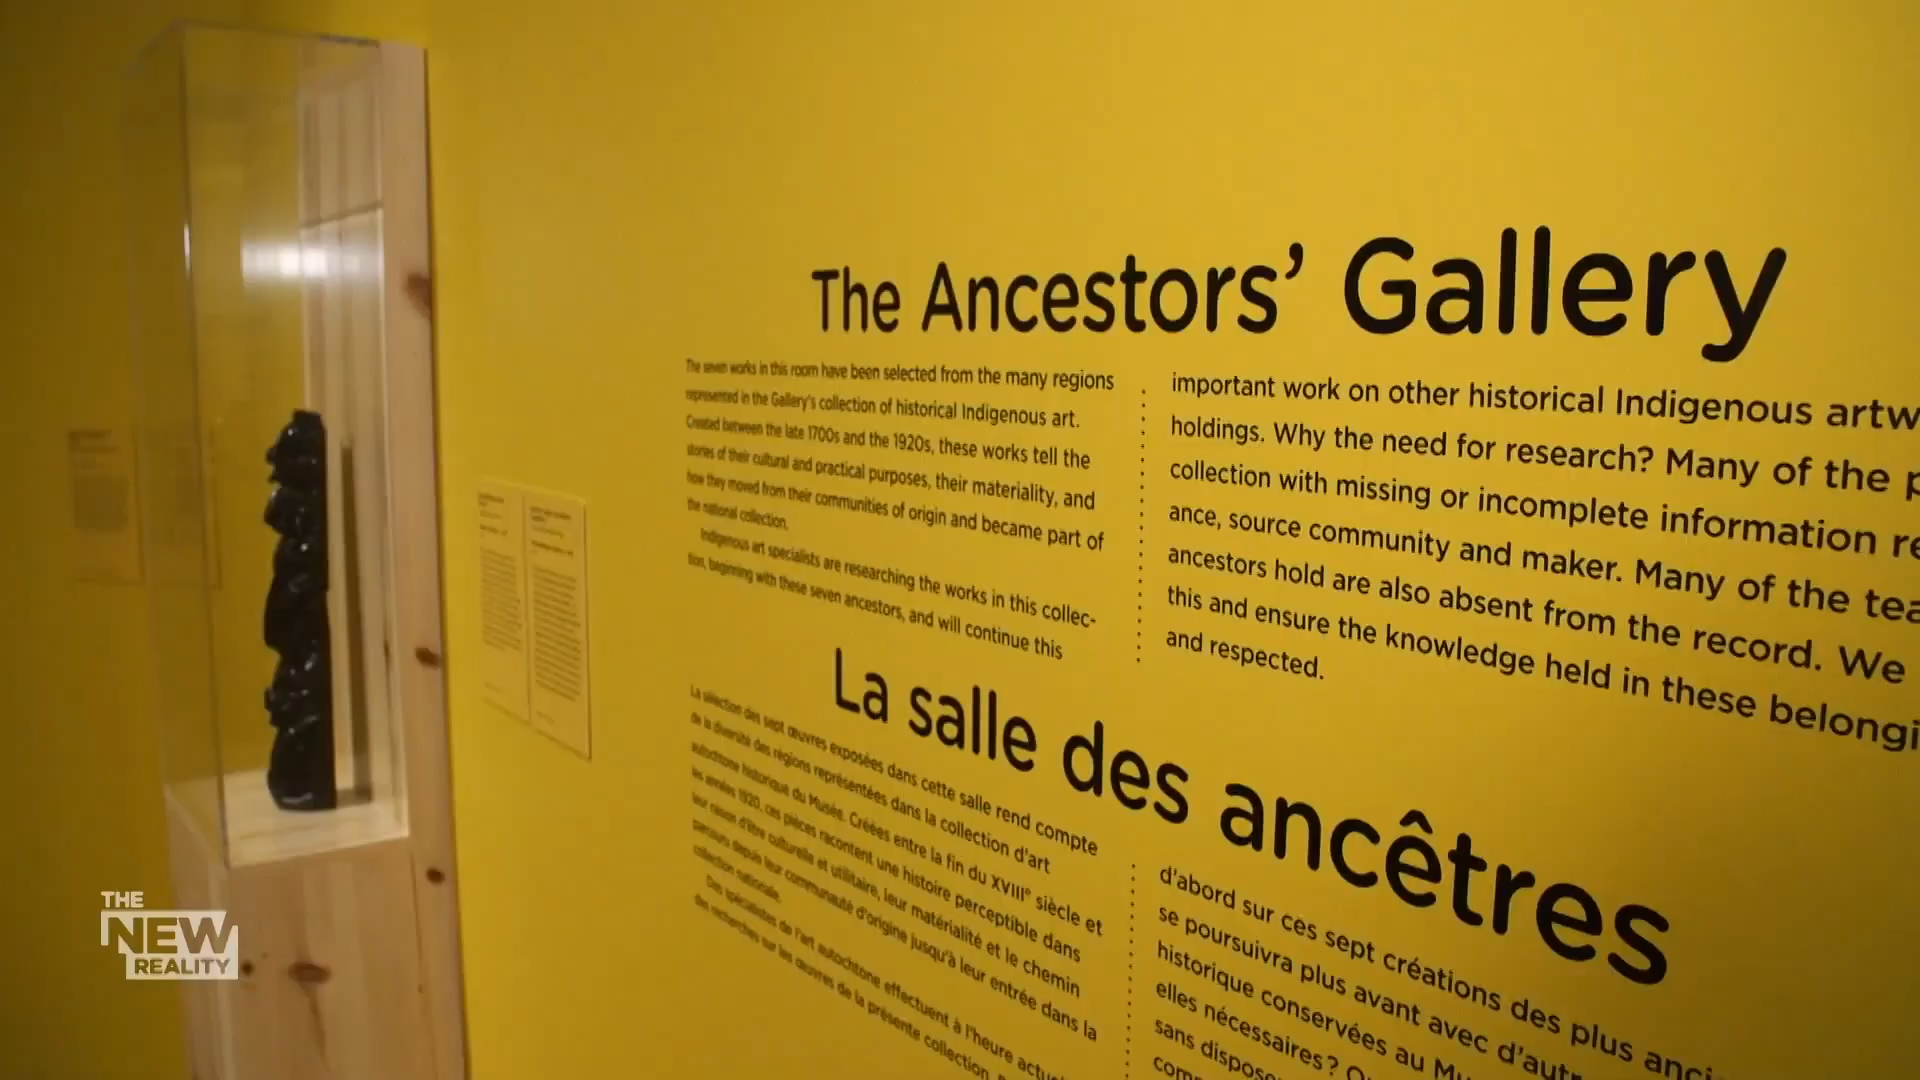 The Ancestors’ Gallery
The seven works in this room have been selected from the many regions
represented in the Gallery’s collection of historical Indigenous art.
Created between the late 1700s and the 1920s, these works tell the
stories of their cultural and practical purposes, their materiality, and
how they moved from their communities of origin and became part of
the national collection.
Indigenous art specialists are researching the works in this collec-
tion, beginning with these seven ancestors, and will continue this
important work on other historical Indigenous artw
holdings. Why the need for research? Many of the p
collection with missing or incomplete information re
ance, source community and maker. Many of the tea
ancestors hold are also absent from the record. We
this and ensure the knowledge held in these belongi
and respected.
La salle des ancêtres
La sélection des sept œuvres exposées dans cette salle rend compte
de la diversité des régions représentées dans la collection d’art
autochtone historique du Musée. Créées entre la fin du XVIIIe siècle et
les années 1920, ces pièces racontent une histoire perceptible dans
leur raison d’être culturelle et utilitaire, leur matérialité et le chemin
parcouru depuis leur communauté d’origine jusqu’à leur entrée dans la
collection nationale.
Des spécialistes de l’art autochtone effectuent à l’heure actu
des recherches sur les œuvres de la présente collection,
d’abord sur ces sept créations des plus anci
se poursuivra plus avant avec d’autr
historique conservées au Mu
elles nécessaires?
sans dispos
com
THE
NEW
REALITY